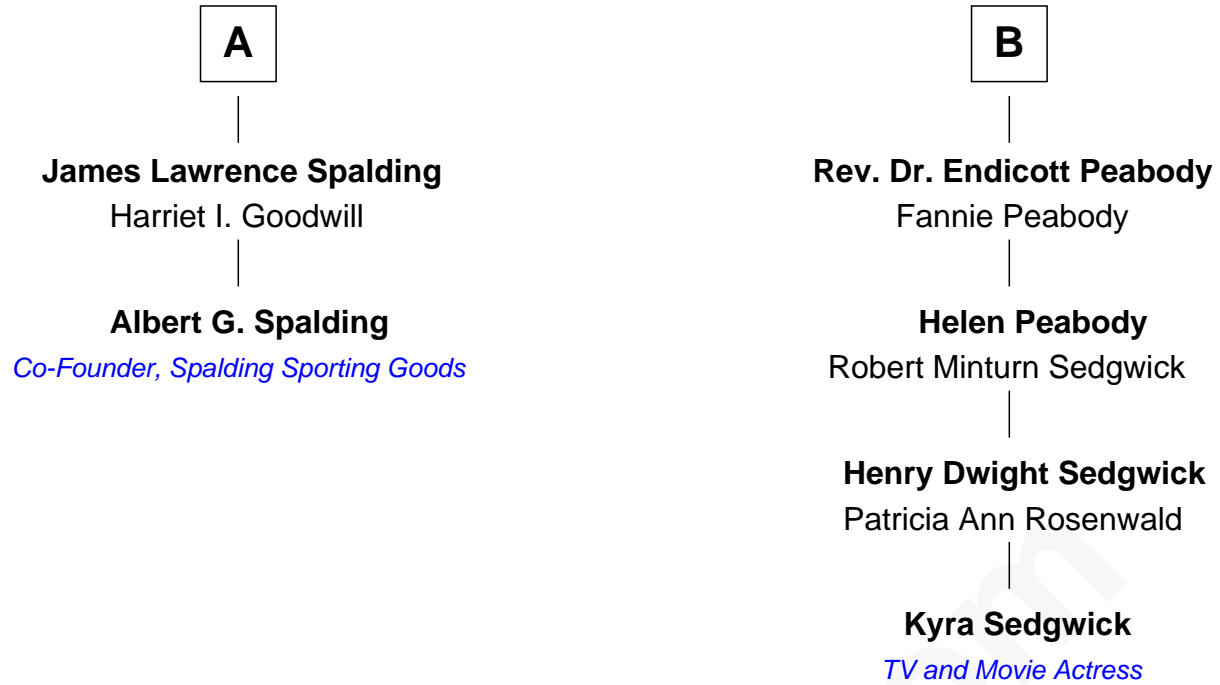 A
James Lawrence Spalding
Harriet I. Goodwill
Albert G. Spalding
Co-Founder, Spalding Sporting Goods
B
Rev. Dr. Endicott Peabody
Fannie Peabody
Helen Peabody
Robert Minturn Sedgwick
Henry Dwight Sedgwick
Patricia Ann Rosenwald
Kyra Sedgwick
TV and Movie Actress